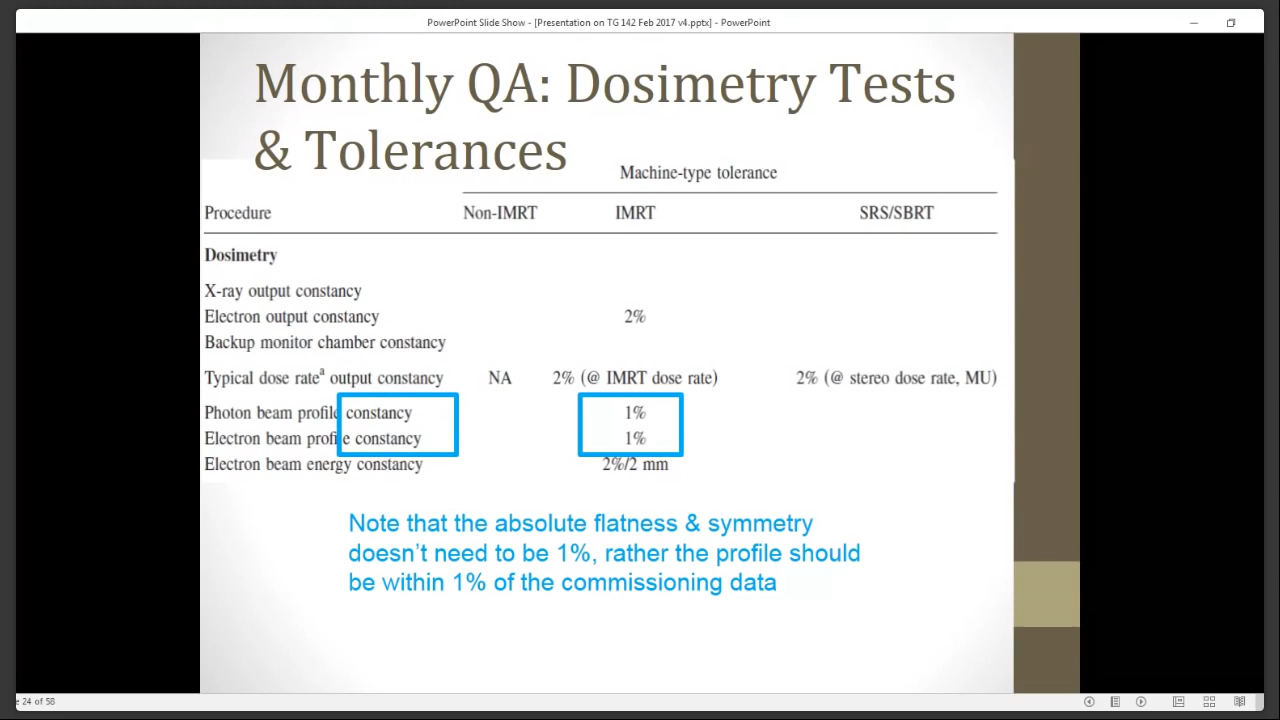 PowerPoint Slide Show - [Presentation on TG 142 Feb 2017 v4.pptx] - PowerPoint
Monthly QA: Dosimetry Tests
& Tolerances
Machine-type tolerance
Procedure Non-IMRT IMRT SRS/SBRT
Dosimetry
X-ray output constancy
Electron output constancy 2%
Backup monitor chamber constancy
Typical dose rateª output constancy NA 2% (@ IMRT dose rate) 2% (@ stereo dose rate, MU)
Photon beam profile constancy 1%
Electron beam profile constancy 1%
Electron beam energy constancy 2%/2 mm
Note that the absolute flatness & symmetry
doesn't need to be 1%, rather the profile should
be within 1% of the commissioning data
e 24 of 58